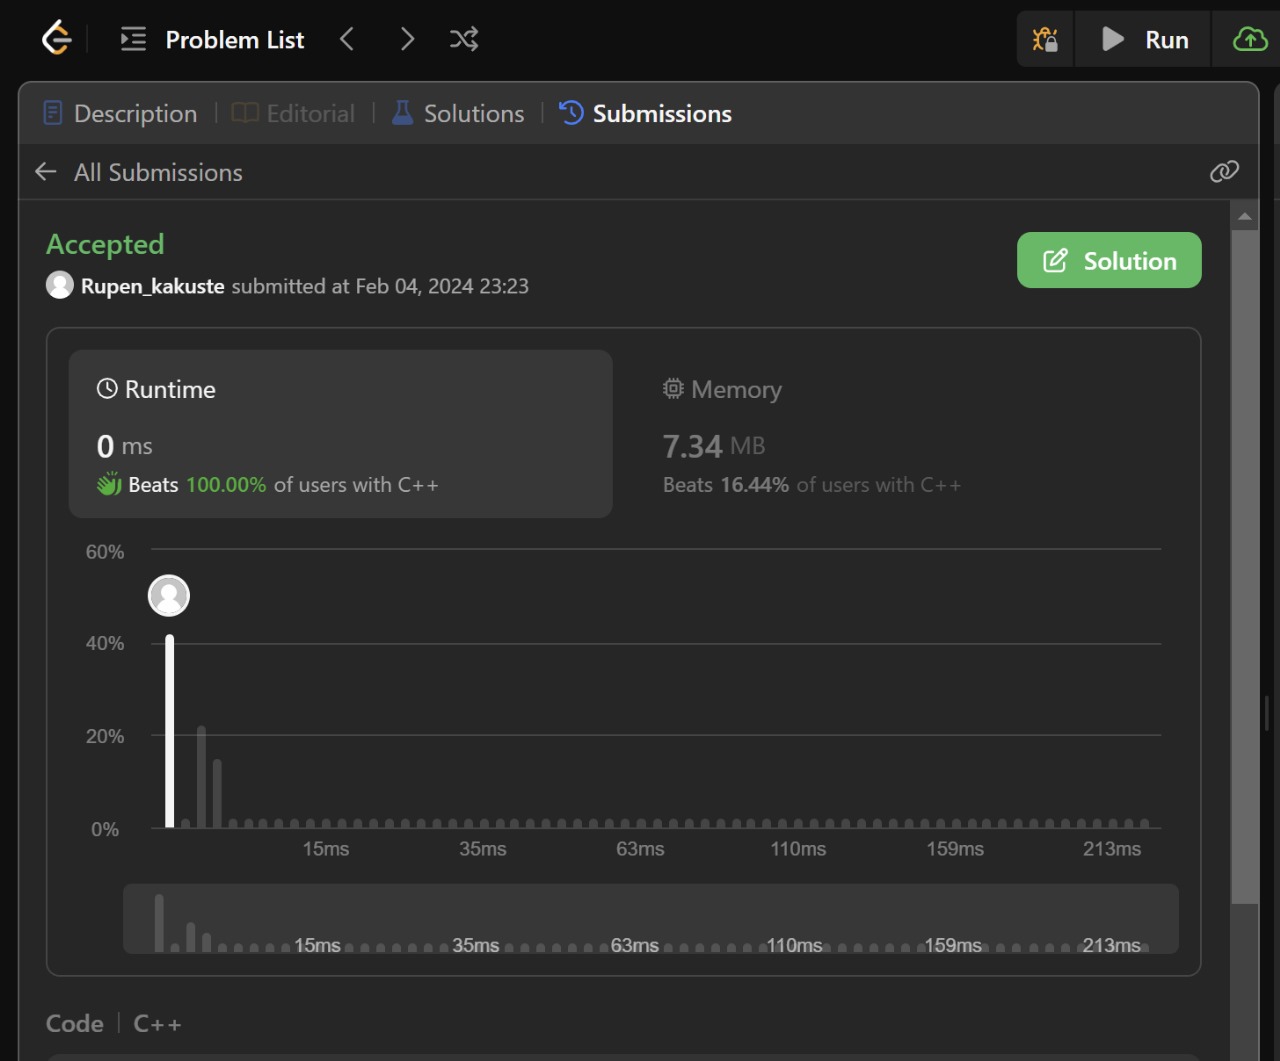 Problem List
Run
Description
Editorial
Solutions
Submissions
All Submissions
Accepted
Rupen_kakuste submitted at Feb 04, 2024 23:23
Solution
Runtime
0 ms
Beats 100.00% of users with C++
Memory
7.34 MB
Beats 16.44% of users with C++
60%
40%
20%
0%
15ms 35ms 63ms 110ms 159ms 213ms
15ms 35ms 63ms 110ms 159ms 213ms
Code | C++